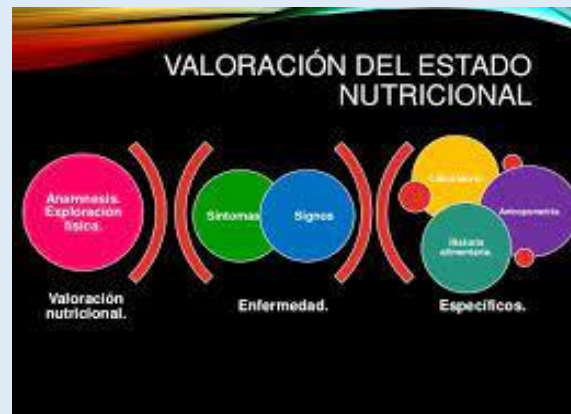 VALORACIÓN DEL ESTADO
NUTRICIONAL
Anamnesis.
Exploración
física.
Síntomas
Signos
Laboratorio.
Antropometría.
Historia
alimentaria.
Valoración
nutricional.
Enfermedad.
Específicos.